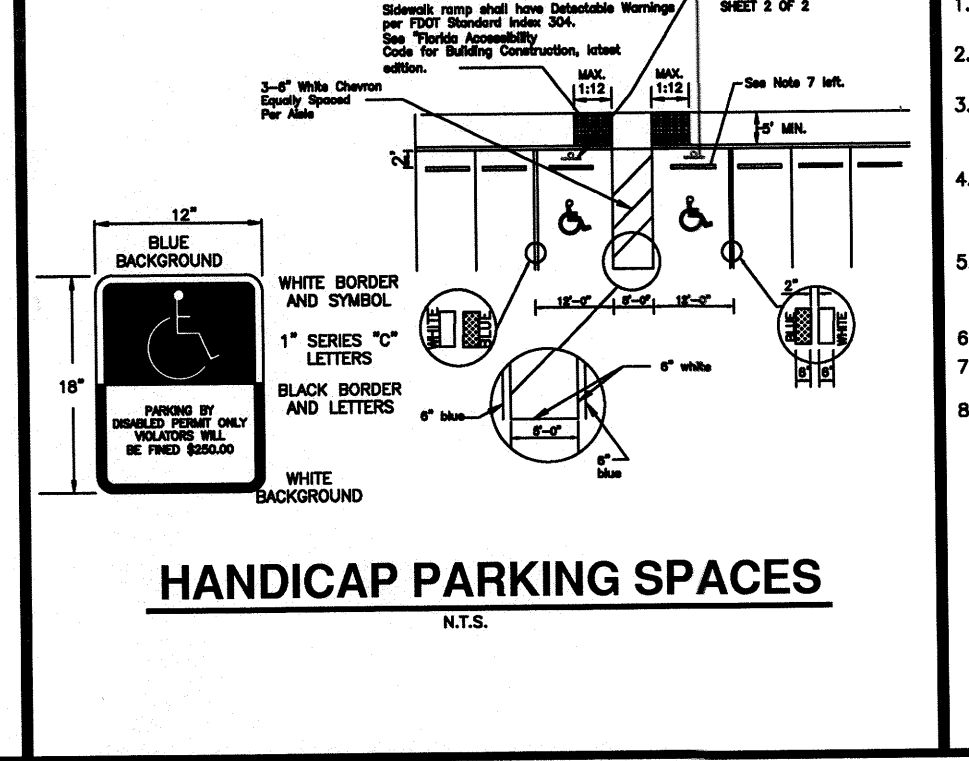 Sidewalk ramp shall have Detectable Warnings
per FDOT Standard Index 304.
See "Florida Accessibility
Code for Building Construction, latest
edition.
SHEET 2 OF 2
1.
2.
3.
4.
5.
6
7
8
3-6" White Chevron
Equally Spaced
Per Aisle
MAX.
1:12
MAX.
1:12
See Note 7 left.
5' MIN.
2'
12"
BLUE
BACKGROUND
18"
WHITE BORDER
AND SYMBOL
1" SERIES "C"
LETTERS
BLACK BORDER
AND LETTERS
WHITE
BACKGROUND
PARKING BY
DISABLED PERMIT ONLY
VIOLATORS WILL
BE FINED $250.00
12'-0"
5'-0"
12'-0"
WHITE
BLUE
2"
BLUE
WHITE
6"
6"
6" white
6" blue
5'-0"
6"
blue
HANDICAP PARKING SPACES
N.T.S.